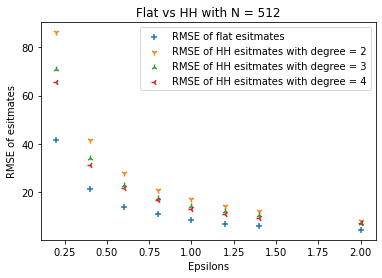 Flat vs HH with N = 512
RMSE of flat esitmates
RMSE of HH esitmates with degree = 2
RMSE of HH esitmates with degree = 3
RMSE of HH esitmates with degree = 4
RMSE of esitmates
80
60
40
20
0.25 0.50 0.75 1.00 1.25 1.50 1.75 2.00
Epsilons